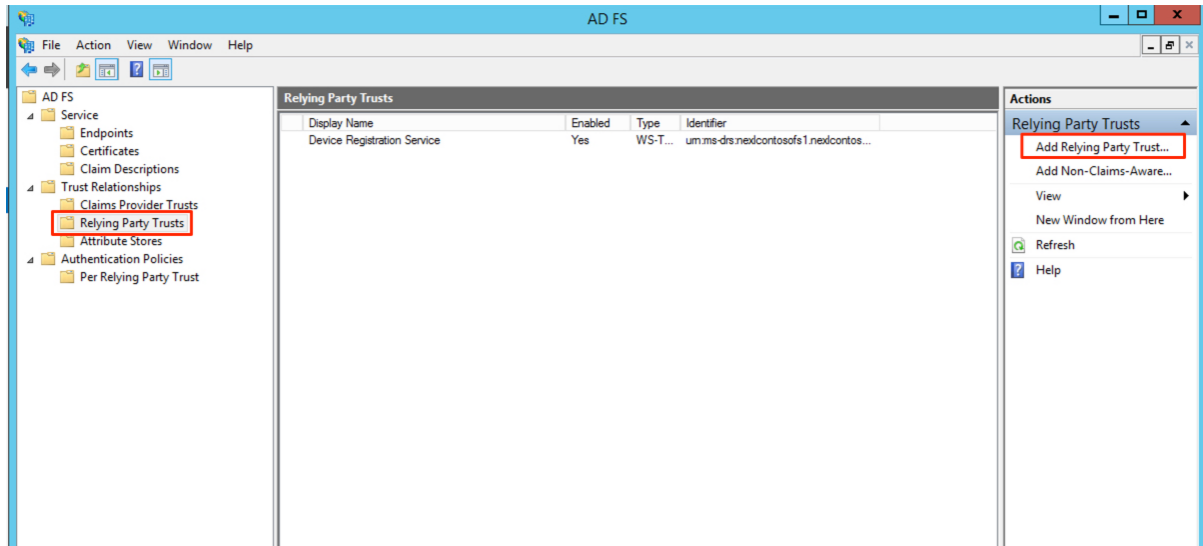 AD FS
File Action View Window Help
AD FS
Service
Endpoints
Certificates
Claim Descriptions
Trust Relationships
Claims Provider Trusts
Relying Party Trusts
Attribute Stores
Authentication Policies
Per Relying Party Trust
Relying Party Trusts
Display Name Enabled Type Identifier
Device Registration Service Yes WS-T... urn:ms-drs:nexlcontosofs1.nexlcontos...
Actions
Relying Party Trusts
Add Relying Party Trust...
Add Non-Claims-Aware...
View
New Window from Here
Refresh
Help